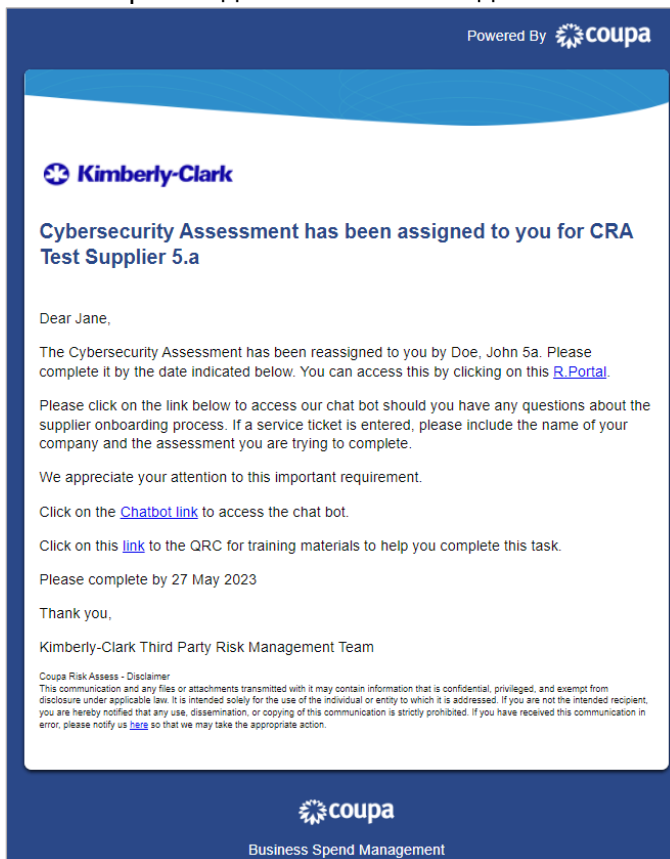 Powered By coupa
Kimberly-Clark
Cybersecurity Assessment has been assigned to you for CRA
Test Supplier 5.a
Dear Jane,
The Cybersecurity Assessment has been reassigned to you by Doe, John 5a. Please
complete it by the date indicated below. You can access this by clicking on this R.Portal.
Please click on the link below to access our chat bot should you have any questions about the
supplier onboarding process. If a service ticket is entered, please include the name of your
company and the assessment you are trying to complete.
We appreciate your attention to this important requirement.
Click on the Chatbot link to access the chat bot.
Click on this link to the QRC for training materials to help you complete this task.
Please complete by 27 May 2023
Thank you,
Kimberly-Clark Third Party Risk Management Team
Coupa Risk Assess - Disclaimer
This communication and any files or attachments transmitted with it may contain information that is confidential, privileged, and exempt from
disclosure under applicable law. It is intended solely for the use of the individual or entity to which it is addressed. If you are not the intended recipient,
you are hereby notified that any use, dissemination, or copying of this communication is strictly prohibited. If you have received this communication in
error, please notify us here so that we may take the appropriate action.
coupa
Business Spend Management